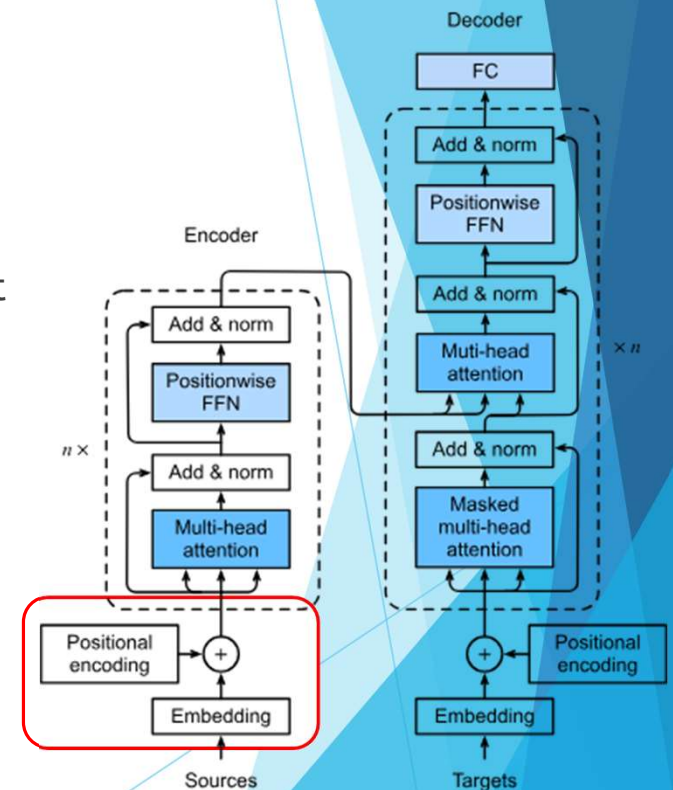 Decoder
FC
Add & norm
Positionwise
FFN
Add & norm
Muti-head
attention
× n
Add & norm
Masked
multi-head
attention
Positional
encoding
+
Embedding
Targets
Encoder
Add & norm
Positionwise
FFN
n ×
Add & norm
Multi-head
attention
Positional
encoding
+
Embedding
Sources